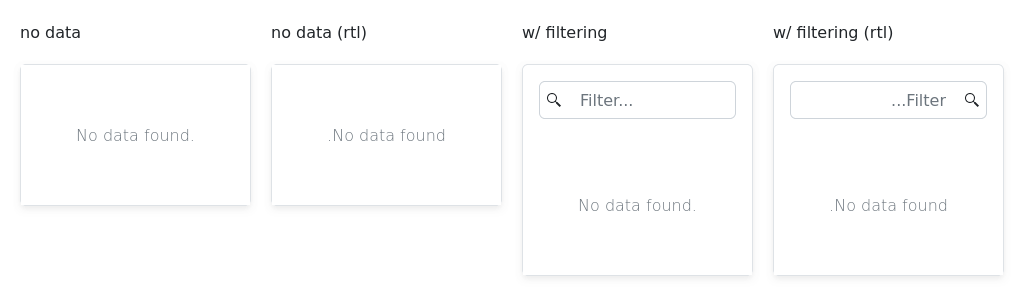 no data
No data found.
no data (rtl)
.No data found
w/ filtering
Filter...
No data found.
w/ filtering (rtl)
...Filter
.No data found